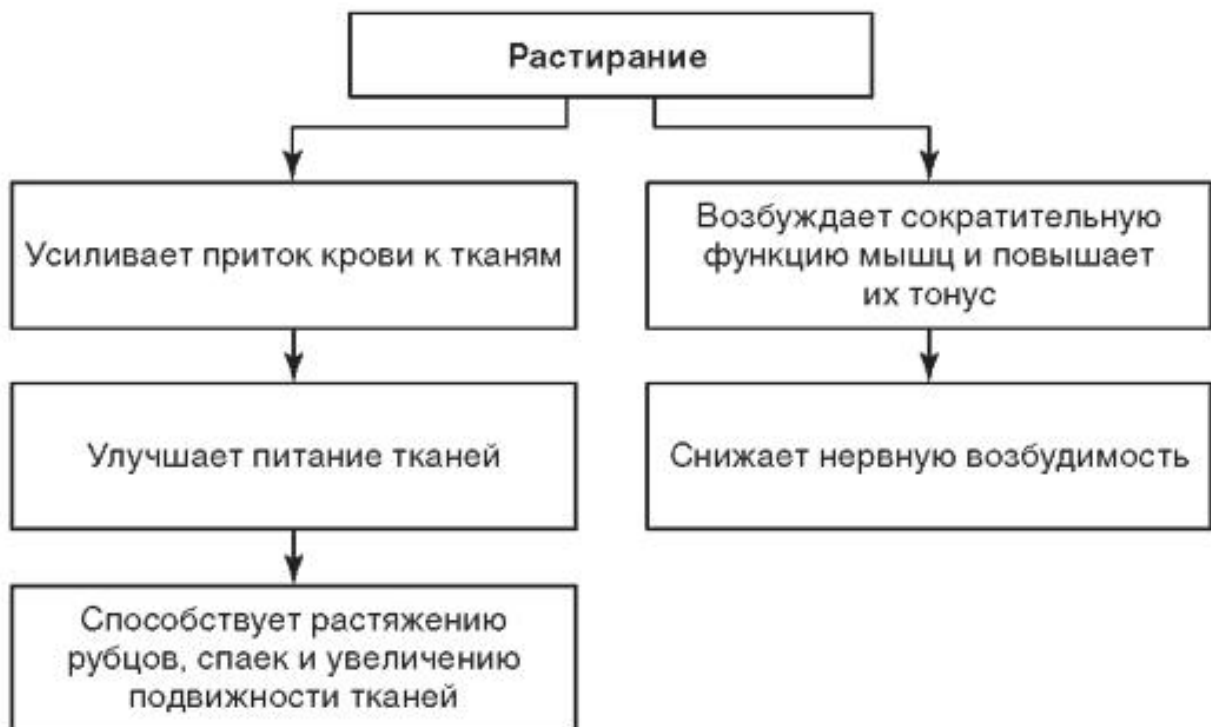 Растирание
Усиливает приток крови к тканям
Возбуждает сократительную
функцию мышц и повышает
их тонус
Улучшает питание тканей
Снижает нервную возбудимость
Способствует растяжению
рубцов, спаек и увеличению
подвижности тканей